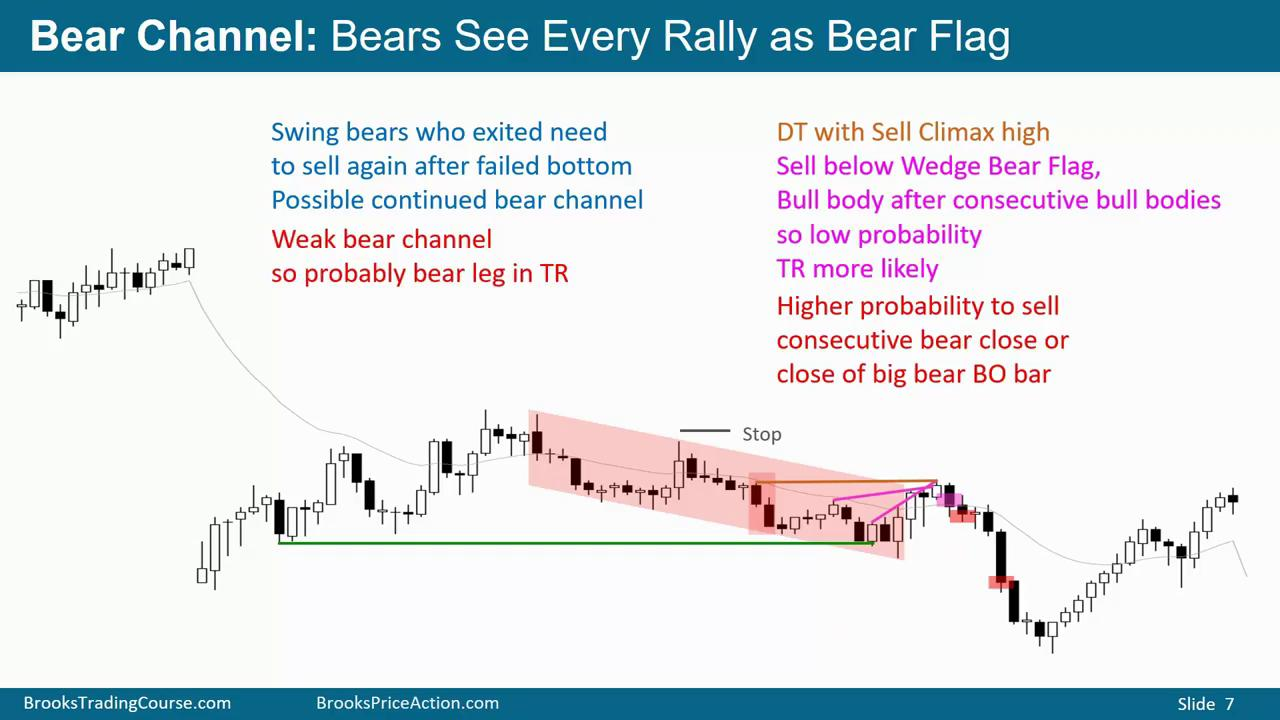 Bear Channel: Bears See Every Rally as Bear Flag
Swing bears who exited need
to sell again after failed bottom
Possible continued bear channel
Weak bear channel
so probably bear leg in TR
DT with Sell Climax high
Sell below Wedge Bear Flag,
Bull body after consecutive bull bodies
so low probability
TR more likely
Higher probability to sell
consecutive bear close or
close of big bear BO bar
Stop
BrooksTradingCourse.com
BrooksPriceAction.com
Slide 7